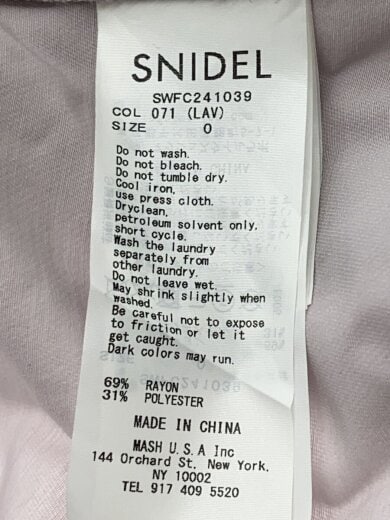 SNIDEL
SWFC241039
COL 071 (LAV)
SIZE 0
Do not wash.
Do not bleach.
Do not tumble dry.
Cool iron,
use press cloth.
Dryclean,
petroleum solvent only,
short cycle.
Wash the laundry
separately from
other laundry.
Do not leave wet.
May shrink slightly when
washed.
Be careful not to expose
to friction or let it
get caught.
Dark colors may run.
69% RAYON
31% POLYESTER
MADE IN CHINA
MASH U.S.A Inc
144 Orchard St. New York.
NY 10002
TEL 917 409 5520